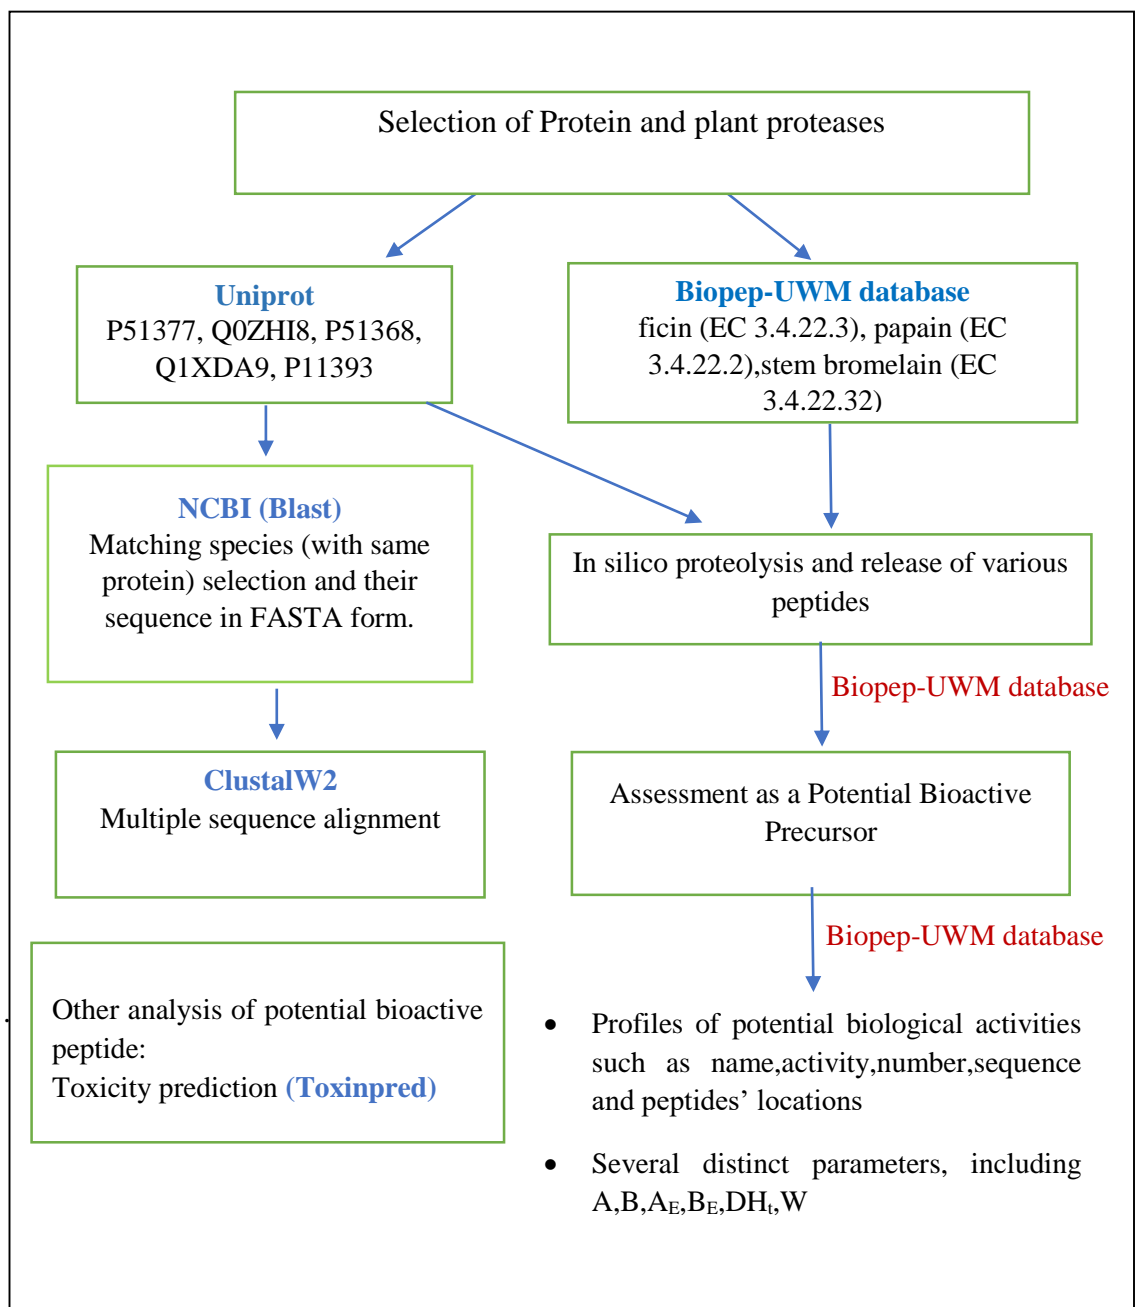 Selection of Protein and plant proteases
Uniprot
P51377, Q0ZHI8, P51368,
Q1XDA9, P11393
Biopep-UWM database
ficin (EC 3.4.22.3), papain (EC
3.4.22.2),stem bromelain (EC
3.4.22.32)
NCBI (Blast)
Matching species (with same
protein) selection and their
sequence in FASTA form.
In silico proteolysis and release of various
peptides
Biopep-UWM database
ClustalW2
Multiple sequence alignment
Assessment as a Potential Bioactive
Precursor
Biopep-UWM database
Other analysis of potential bioactive
peptide:
Toxicity prediction (Toxinpred)
.
• Profiles of potential biological activities
such as name,activity,number,sequence
and peptides’ locations
• Several distinct parameters, including
A,B,A_E,B_E,DH_t,W